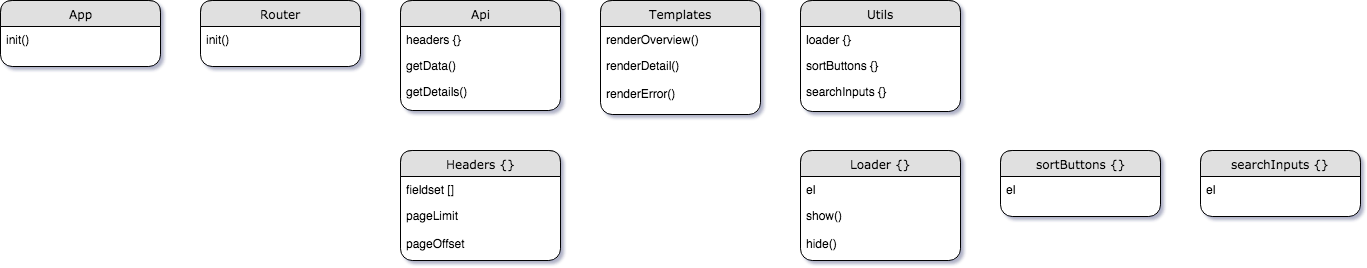 App
init()
Router
init()
Api
headers {}
getData()
getDetails()
Templates
renderOverview()
renderDetail()
renderError()
Utils
loader {}
sortButtons {}
searchInputs {}
Headers {}
fieldset []
pageLimit
pageOffset
Loader {}
el
show()
hide()
sortButtons {}
el
searchInputs {}
el